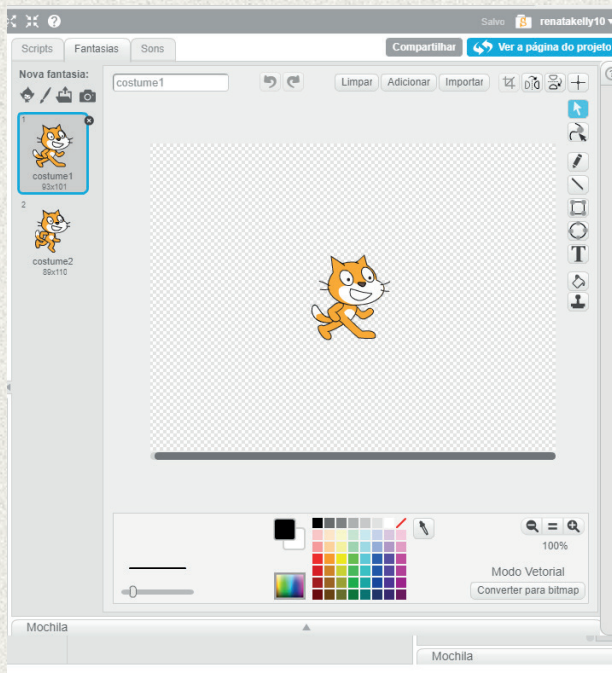 Salvo renatakelly10
Scripts Fantasias Sons Compartilhar Ver a página do projeto
Nova fantasia:
costume1 Limpar Adicionar Importar
1
costume1
93x101
2
costume2
89x110
T
100%
Modo Vetorial
Converter para bitmap
Mochila
Mochila